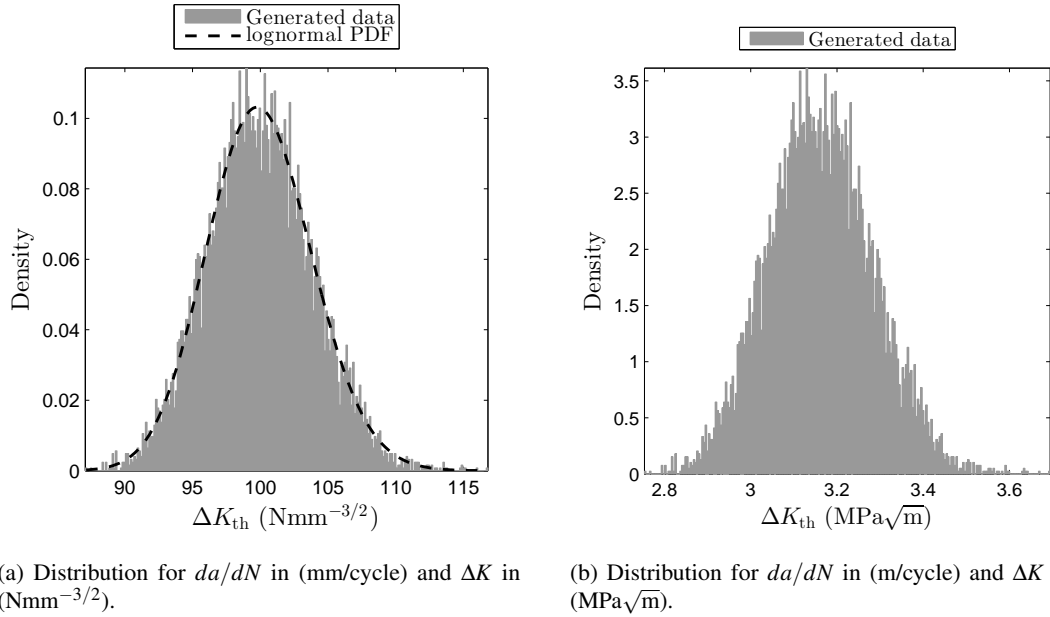 Generated data
lognormal PDF
0.1
0.08
0.06
0.04
0.02
0
Density
90 95 100 105 110 115
ΔK_th (Nmm^{−3/2})
(a) Distribution for da/dN in (mm/cycle) and ΔK in
(Nmm^{−3/2}).
Generated data
3.5
3
2.5
2
1.5
1
0.5
0
Density
2.8 3 3.2 3.4 3.6
ΔK_th (MPa√m)
(b) Distribution for da/dN in (m/cycle) and ΔK
(MPa√m).